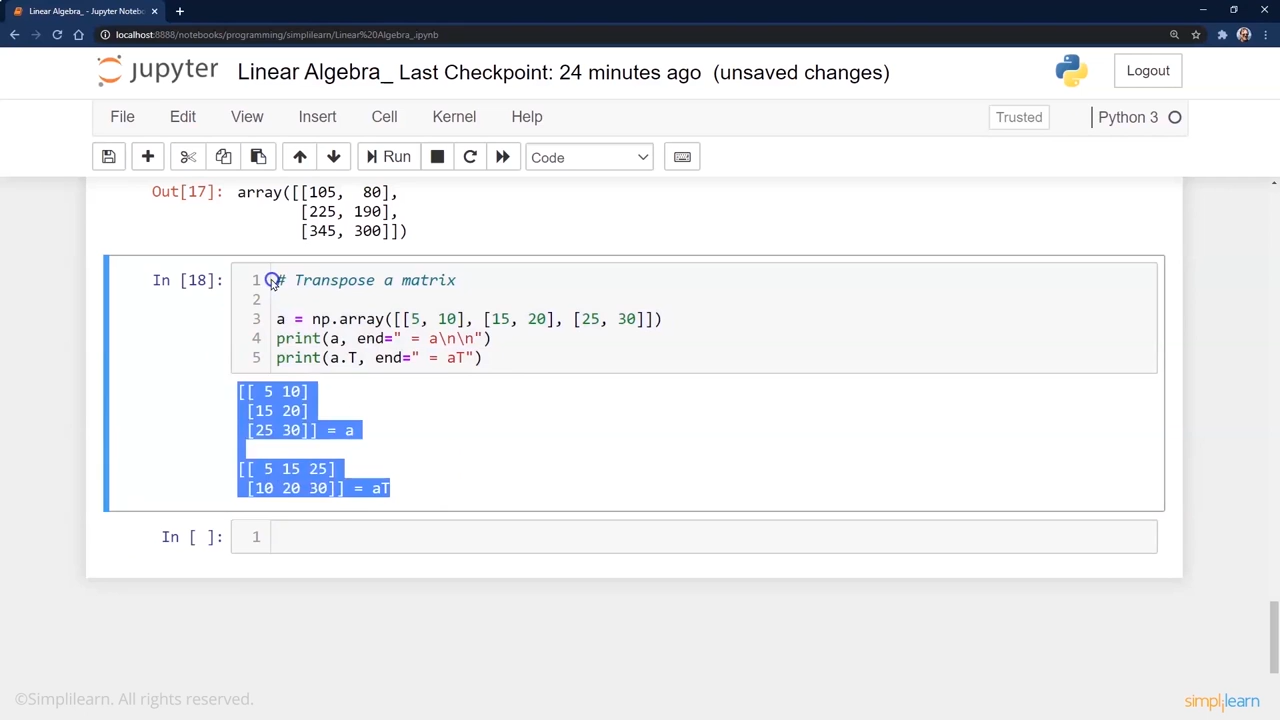 Linear Algebra_ - Jupyter Noteb
localhost:8888/notebooks/programming/simplilearn/Linear%20Algebra_.ipynb
jupyter Linear Algebra_ Last Checkpoint: 24 minutes ago (unsaved changes) Logout
File Edit View Insert Cell Kernel Help Trusted Python 3
Run Code
Out[17]: array([[105, 80],
[225, 190],
[345, 300]])
In [18]: 1 # Transpose a matrix
2
3 a = np.array([[5, 10], [15, 20], [25, 30]])
4 print(a, end=" = a\n\n")
5 print(a.T, end=" = aT")
[[ 5 10]
[15 20]
[25 30]] = a
[[ 5 15 25]
[10 20 30]] = aT
In [ ]: 1
©Simplilearn. All rights reserved. simplilearn